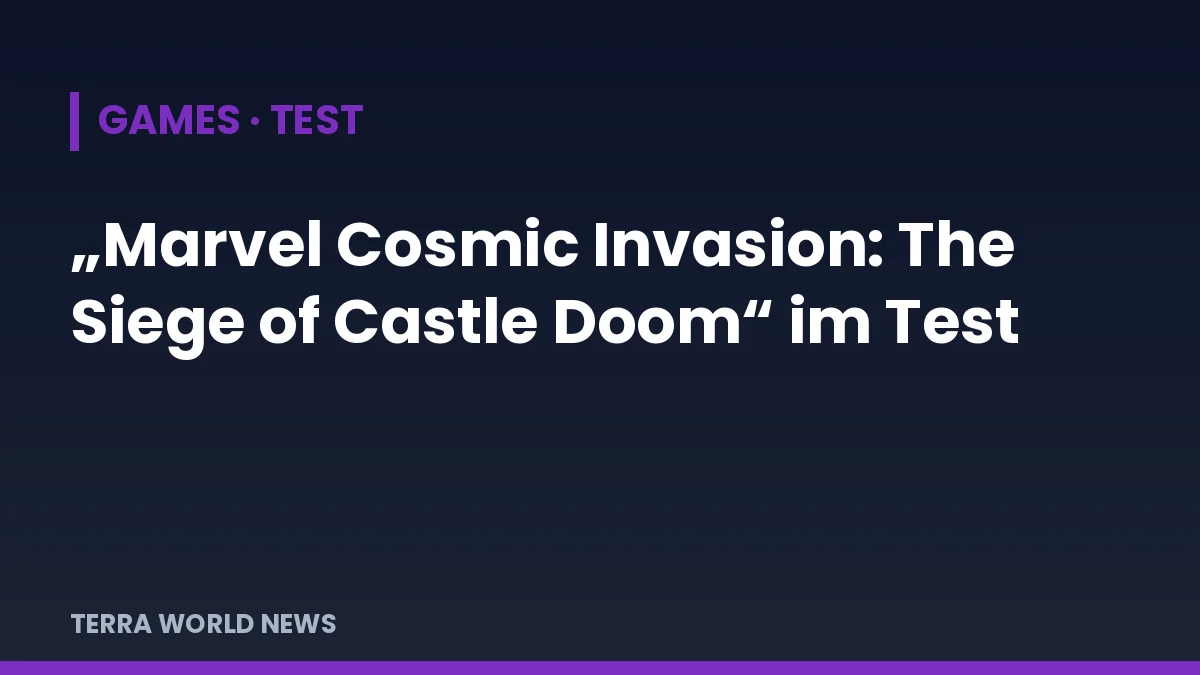 GAMES · TEST
„Marvel Cosmic Invasion: The
Siege of Castle Doom“ im Test
TERRA WORLD NEWS